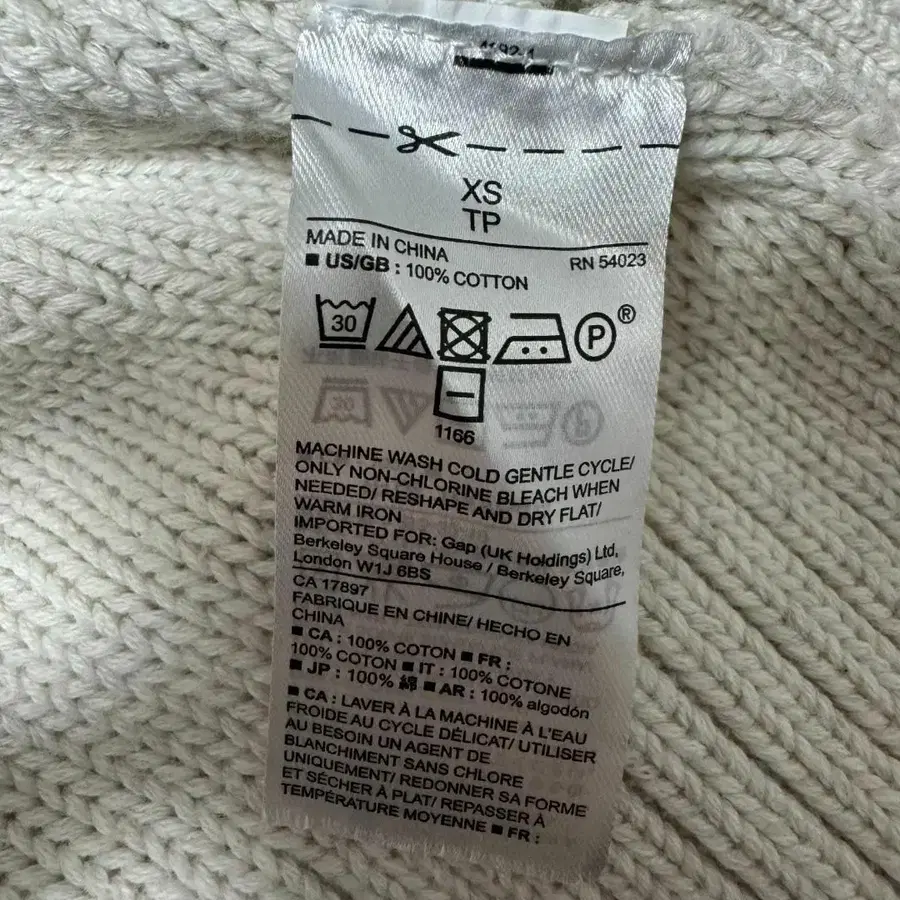 XS
TP
MADE IN CHINA
RN 54023
■ US/GB : 100% COTTON
30
P ®
1166
MACHINE WASH COLD GENTLE CYCLE/
ONLY NON-CHLORINE BLEACH WHEN
NEEDED/ RESHAPE AND DRY FLAT/
WARM IRON
IMPORTED FOR: Gap (UK Holdings) Ltd,
Berkeley Square House / Berkeley Square,
London W1J 6BS
CA 17897
FABRIQUE EN CHINE/ HECHO EN
CHINA
■ CA : 100% COTON ■ FR :
100% COTON ■ IT : 100% COTONE
■ JP : 100% 綿 ■ AR : 100% algodón
■ CA : LAVER À LA MACHINE À L'EAU
FROIDE AU CYCLE DÉLICAT/ UTILISER
AU BESOIN UN AGENT DE
BLANCHIMENT SANS CHLORE
UNIQUEMENT/ REDONNER SA FORME
ET SÉCHER À PLAT/ REPASSER À
TEMPÉRATURE MOYENNE ■ FR :